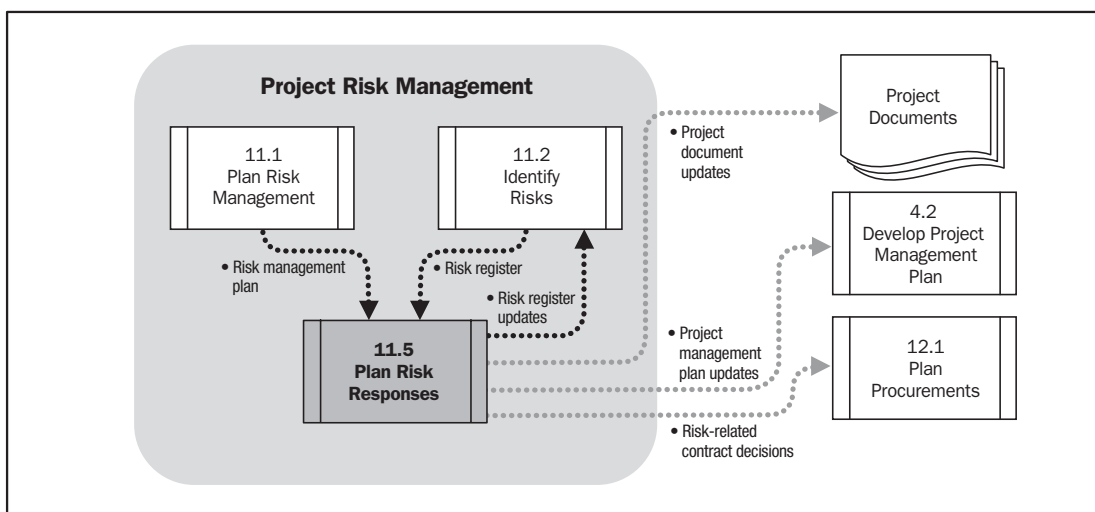 Project Risk Management
11.1
Plan Risk
Management
11.2
Identify
Risks
• Risk management
plan
• Risk register
• Risk register
updates
11.5
Plan Risk
Responses
• Project
document
updates
• Project
management
plan updates
• Risk-related
contract decisions
Project
Documents
4.2
Develop Project
Management
Plan
12.1
Plan
Procurements